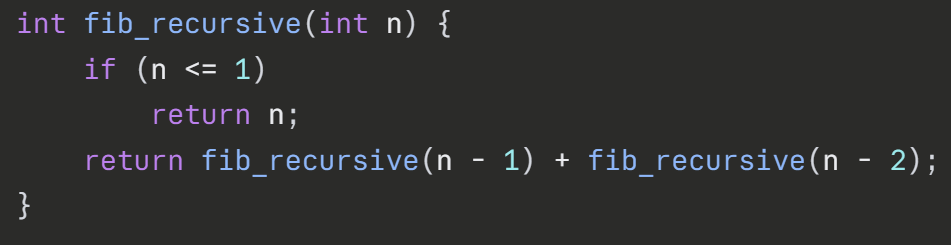 int fib_recursive(int n) {
    if (n <= 1)
        return n;
    return fib_recursive(n - 1) + fib_recursive(n - 2);
}